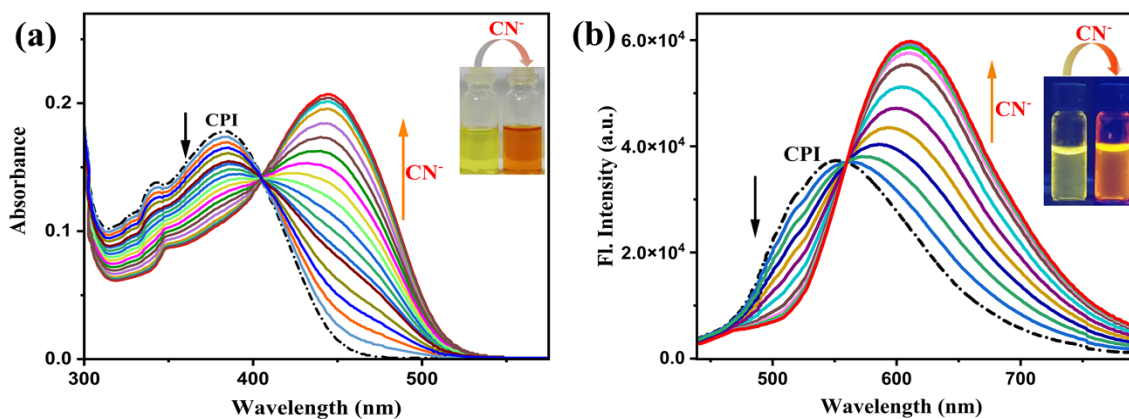 (a)
CN⁻
CPI
CN⁻
0.2
0.1
0.0
Absorbance
300
400
500
Wavelength (nm)
(b)
CN⁻
CPI
CN⁻
6.0×10⁴
4.0×10⁴
2.0×10⁴
0.0
Fl. Intensity (a.u.)
500
600
700
Wavelength (nm)